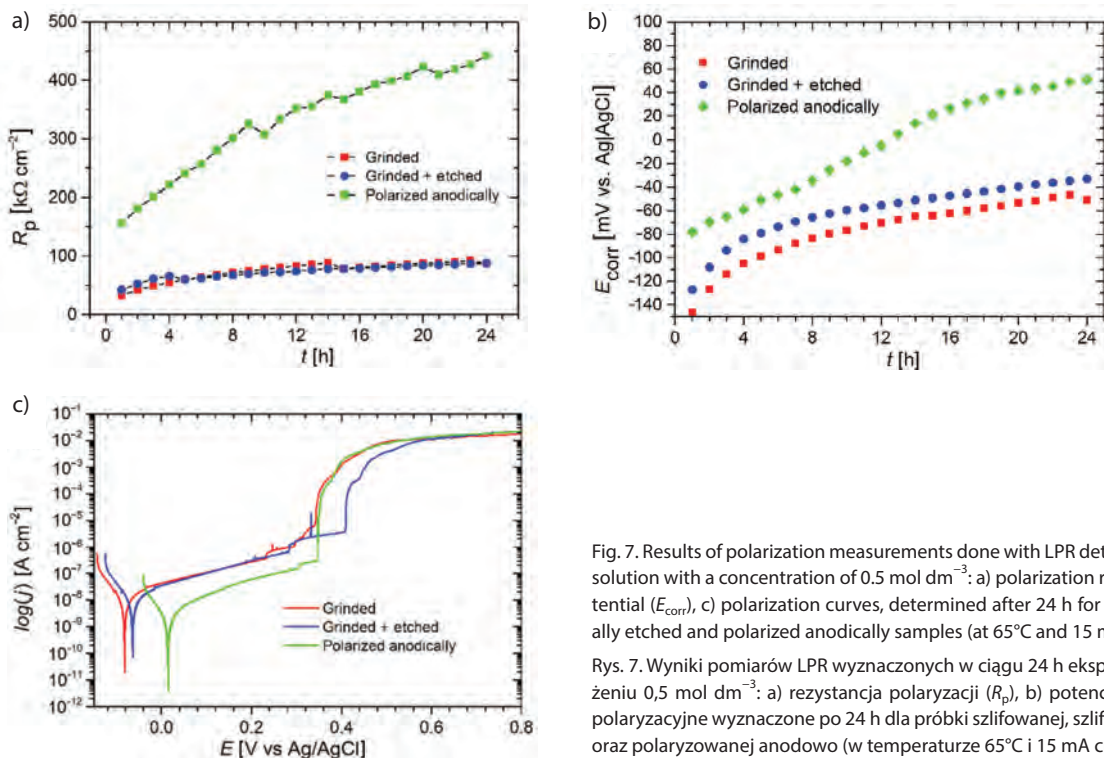 a)
500
400
300
200
100
0
Rp [kΩ cm−2]
Grinded
Grinded + etched
Polarized anodically
0 4 8 12 16 20 24
t [h]
b)
100
80
60
40
20
0
-20
-40
-60
-80
-100
-120
-140
Ecorr [mV vs. Ag|AgCl]
Grinded
Grinded + etched
Polarized anodically
0 4 8 12 16 20 24
t [h]
c)
10−1
10−2
10−3
10−4
10−5
10−6
10−7
10−8
10−9
10−10
10−11
10−12
log(j) [A cm−2]
Grinded
Grinded + etched
Polarized anodically
0.0 0.2 0.4 0.6 0.8
E [V vs Ag/AgCl]
Fig. 7. Results of polarization measurements done with LPR det
solution with a concentration of 0.5 mol dm−3: a) polarization r
tential (Ecorr), c) polarization curves, determined after 24 h for
ally etched and polarized anodically samples (at 65°C and 15 m
Rys. 7. Wyniki pomiarów LPR wyznaczonych w ciągu 24 h eksp
żeniu 0,5 mol dm−3: a) rezystancja polaryzacji (Rp), b) potenc
polaryzacyjne wyznaczone po 24 h dla próbki szlifowanej, szlif
oraz polaryzowanej anodowo (w temperaturze 65°C i 15 mA c